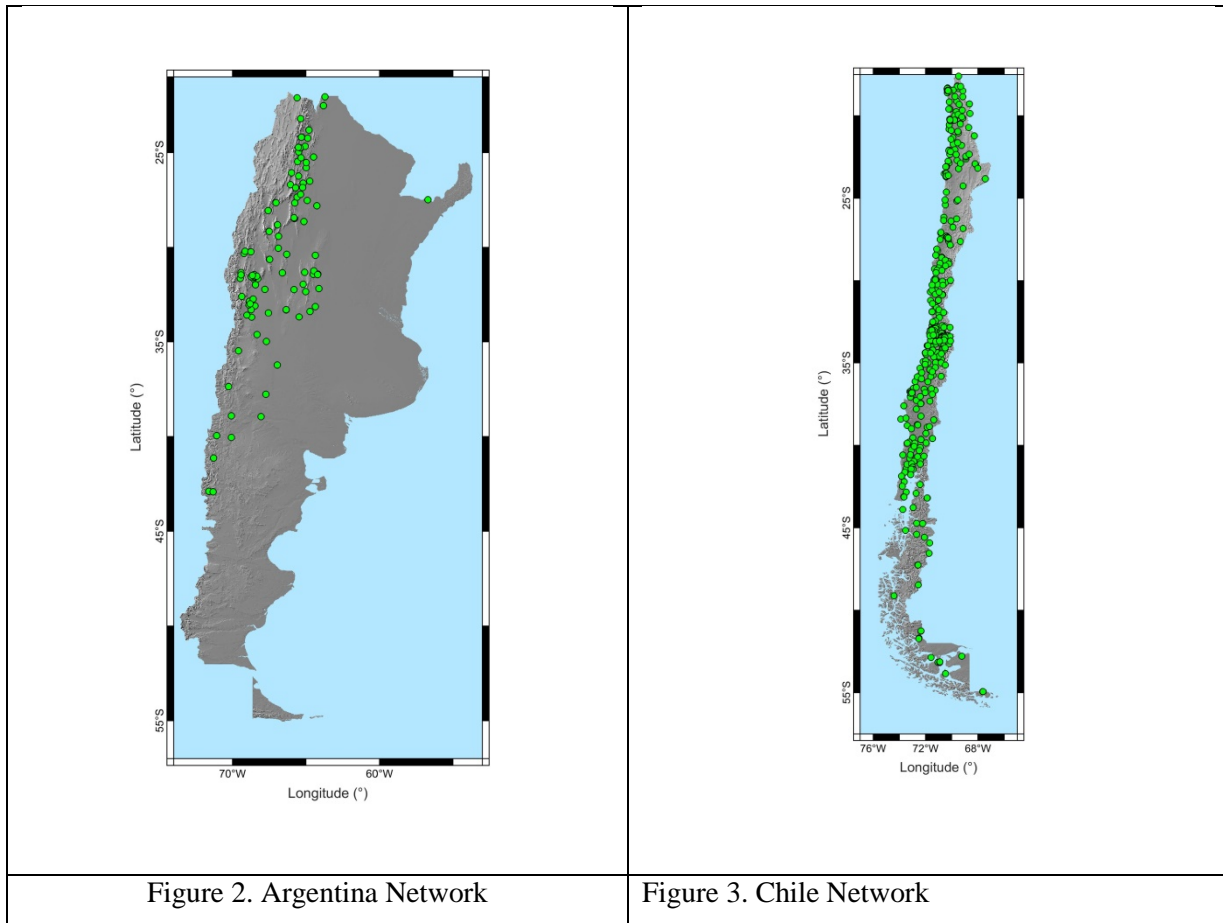 25°S
35°S
45°S
55°S
Latitude (°)
70°W
60°W
Longitude (°)
Figure 2. Argentina Network
25°S
35°S
45°S
55°S
Latitude (°)
76°W
72°W
68°W
Longitude (°)
Figure 3. Chile Network